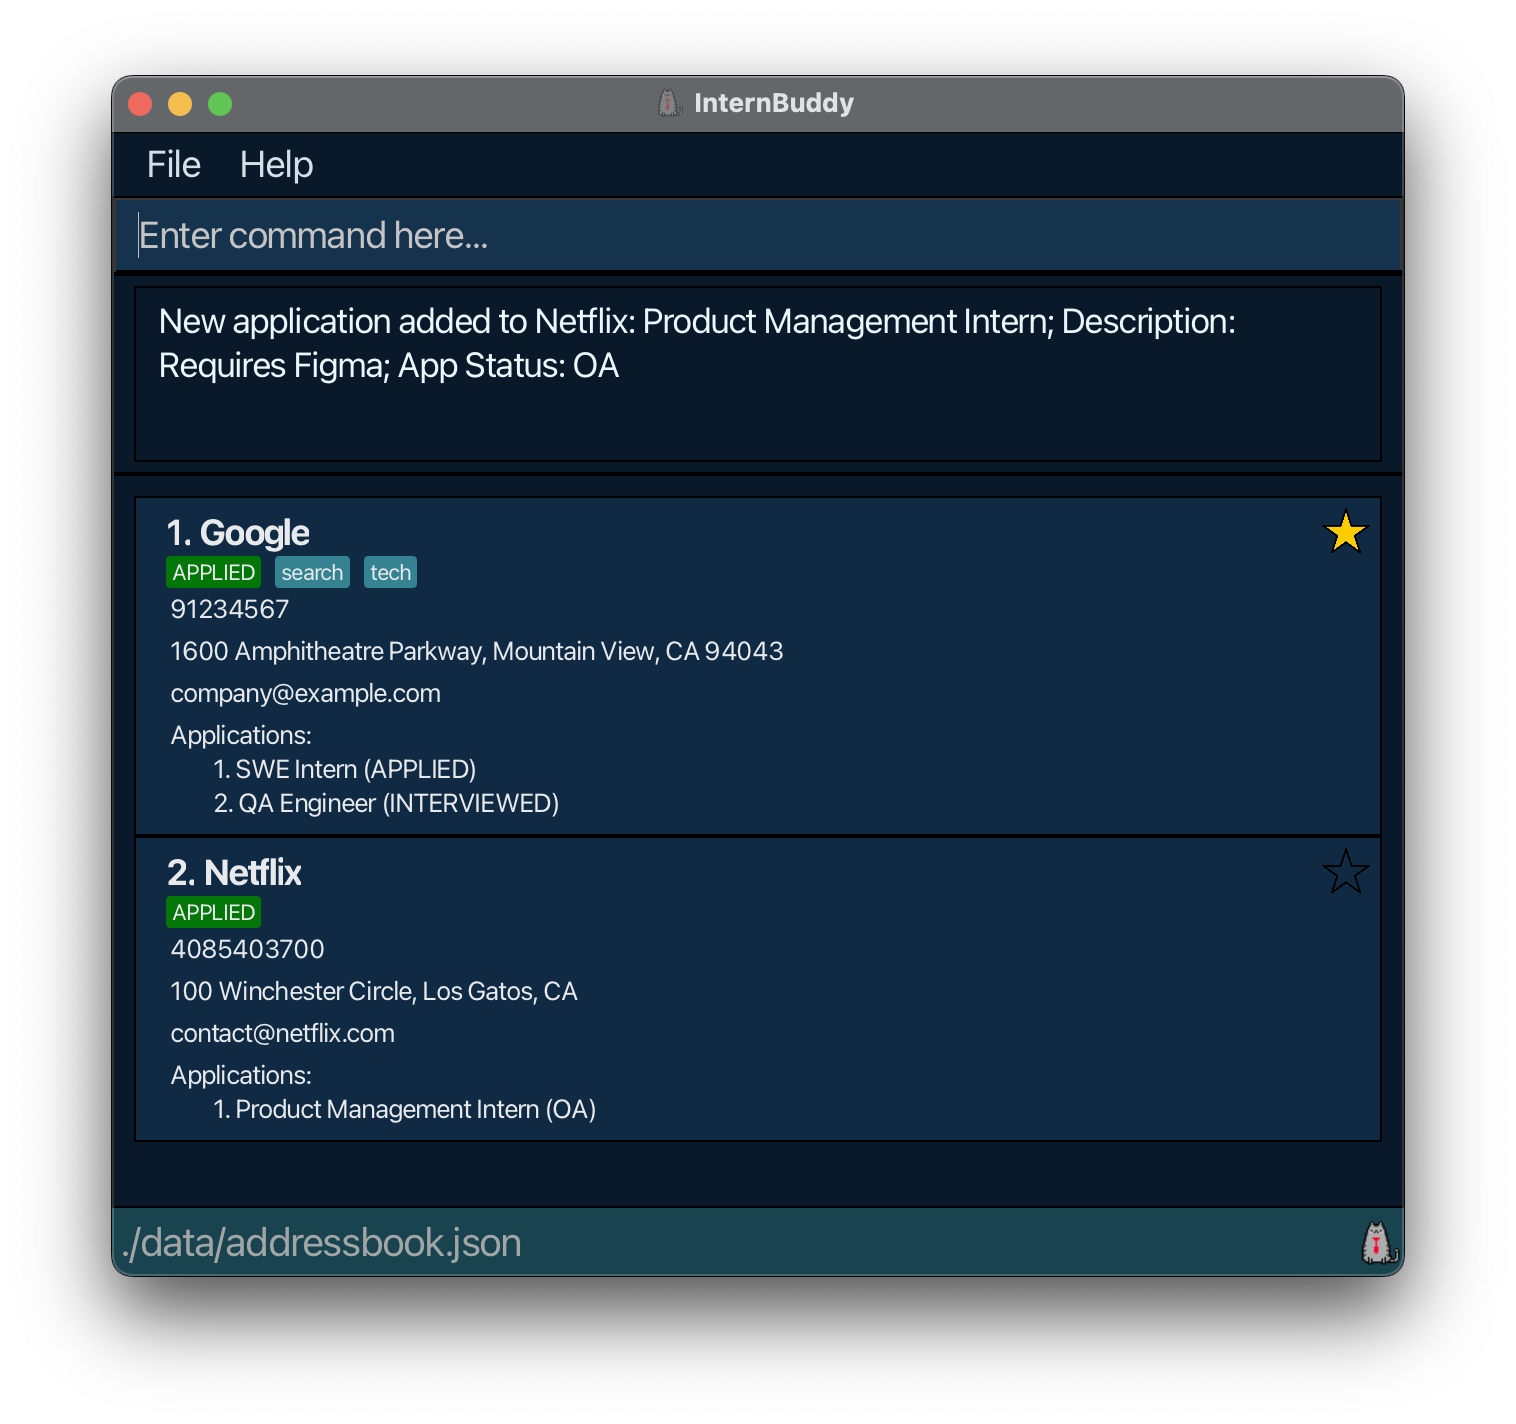 InternBuddy
File Help
Enter command here...
New application added to Netflix: Product Management Intern; Description:
Requires Figma; App Status: OA
1. Google
APPLIED search tech
91234567
1600 Amphitheatre Parkway, Mountain View, CA 94043
company@example.com
Applications:
1. SWE Intern (APPLIED)
2. QA Engineer (INTERVIEWED)
2. Netflix
APPLIED
4085403700
100 Winchester Circle, Los Gatos, CA
contact@netflix.com
Applications:
1. Product Management Intern (OA)
./data/addressbook.json